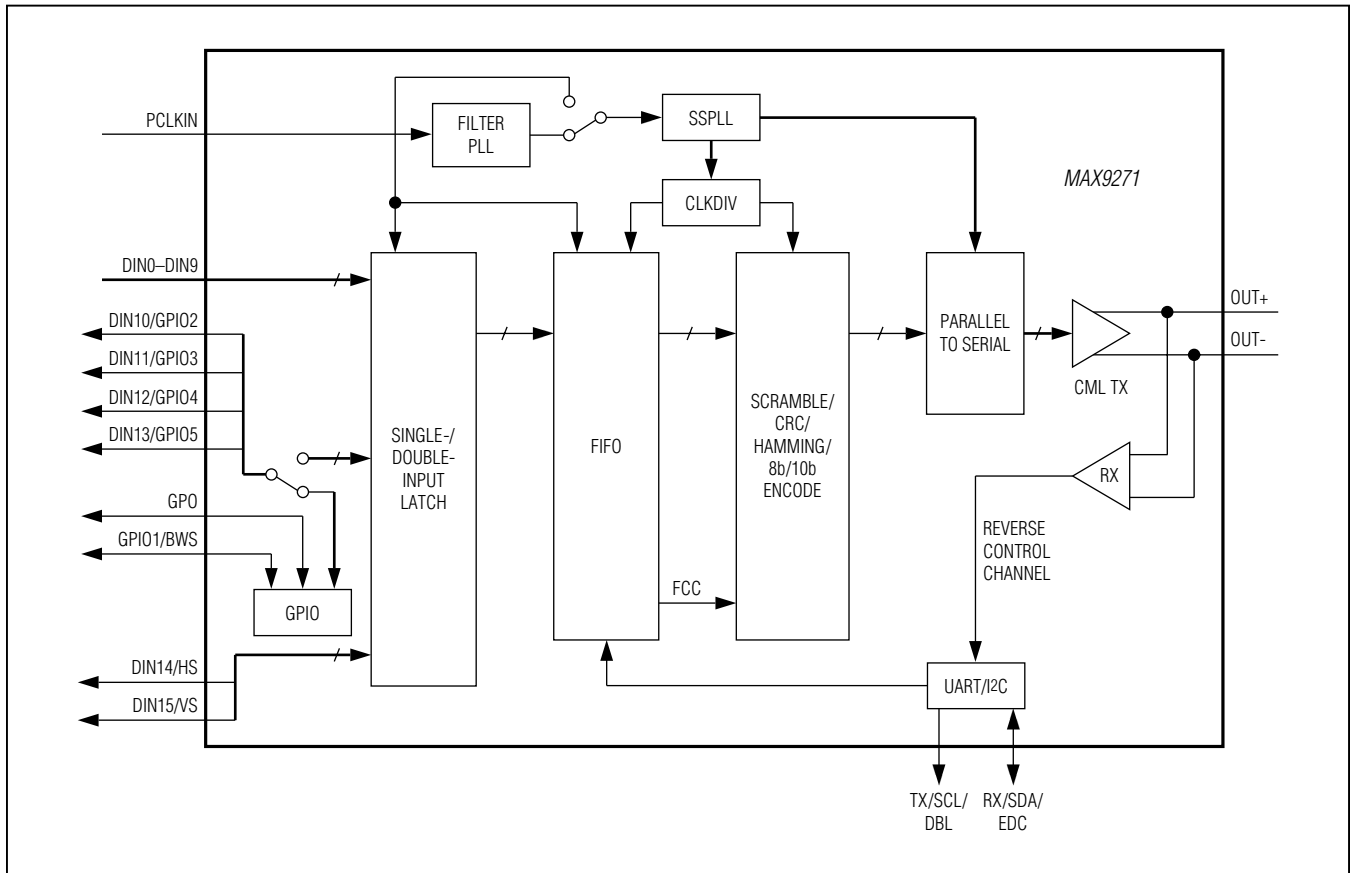 PCLKIN
FILTER
PLL
SSPLL
CLKDIV
MAX9271
DIN0–DIN9
DIN10/GPIO2
DIN11/GPIO3
DIN12/GPIO4
DIN13/GPIO5
GPO
GPIO1/BWS
GPIO
DIN14/HS
DIN15/VS
SINGLE-/
DOUBLE-
INPUT
LATCH
FIFO
FCC
SCRAMBLE/
CRC/
HAMMING/
8b/10b
ENCODE
PARALLEL
TO SERIAL
CML TX
OUT+
OUT-
RX
REVERSE
CONTROL
CHANNEL
UART/I2C
TX/SCL/
DBL
RX/SDA/
EDC